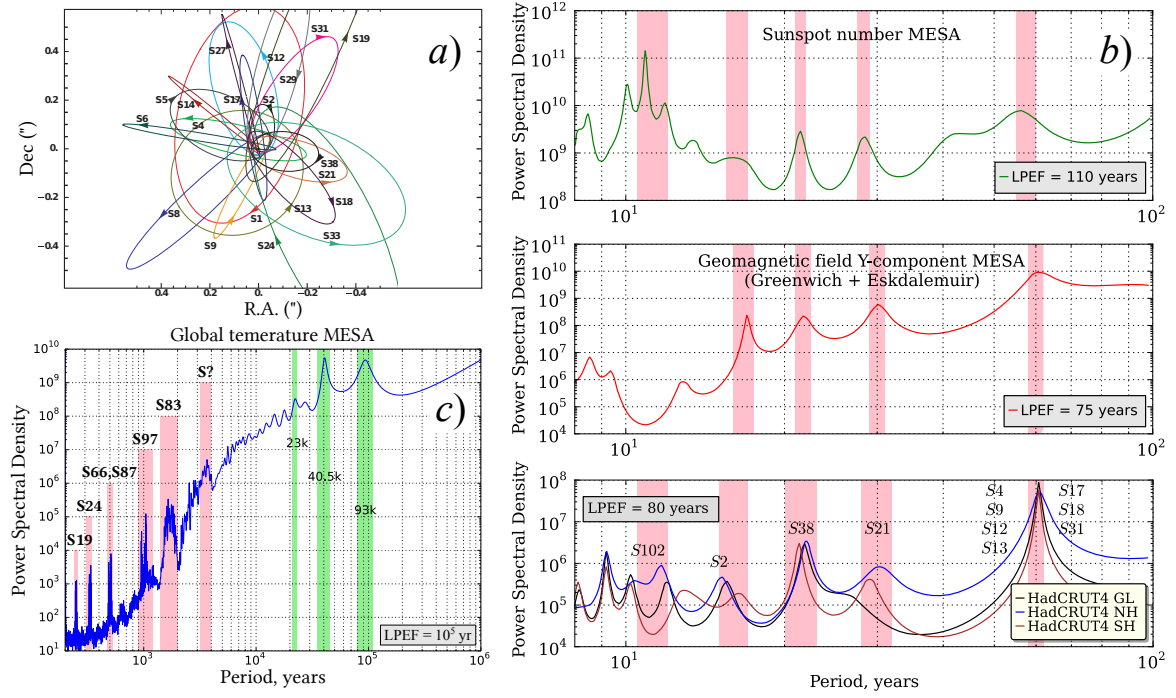 a)
S31
S19
S27
S12
S29
S5
S14
S17
S2
S6
S4
S38
S21
S18
S8
S13
S1
S9
S24
S33
Dec (")
0.4
0.2
0.
−0.2
−0.4
0.4
0.2
0.
−0.2
−0.4
R.A. (")
b)
Sunspot number MESA
LPEF = 110 years
Power Spectral Density
10^12
10^11
10^10
10^9
10^8
10^1
10^2
Geomagnetic field Y-component MESA
(Greenwich + Eskdalemuir)
LPEF = 75 years
Power Spectral Density
10^11
10^10
10^9
10^8
10^7
10^6
10^5
10^4
10^1
10^2
LPEF = 80 years
S102
S2
S38
S21
S4
S9
S12
S13
S17
S18
S31
HadCRUT4 GL
HadCRUT4 NH
HadCRUT4 SH
Power Spectral Density
10^8
10^7
10^6
10^5
10^4
10^1
10^2
Period, years
Global temerature MESA
c)
S?
S83
S97
S66,S87
S24
S19
23k
40.5k
93k
LPEF = 10^5 yr
Power Spectral Density
10^10
10^9
10^8
10^7
10^6
10^5
10^4
10^3
10^2
10^1
10^3
10^4
10^5
10^6
Period, years